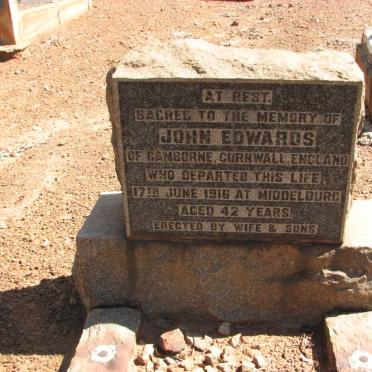 AT REST.
SACRED TO THE MEMORY OF
JOHN EDWARDS
OF CAMBORNE, CORNWALL, ENGLAND
WHO DEPARTED THIS LIFE
17TH JUNE 1916 AT MIDDELBURG
AGED 42 YEARS
ERECTED BY WIFE & SONS